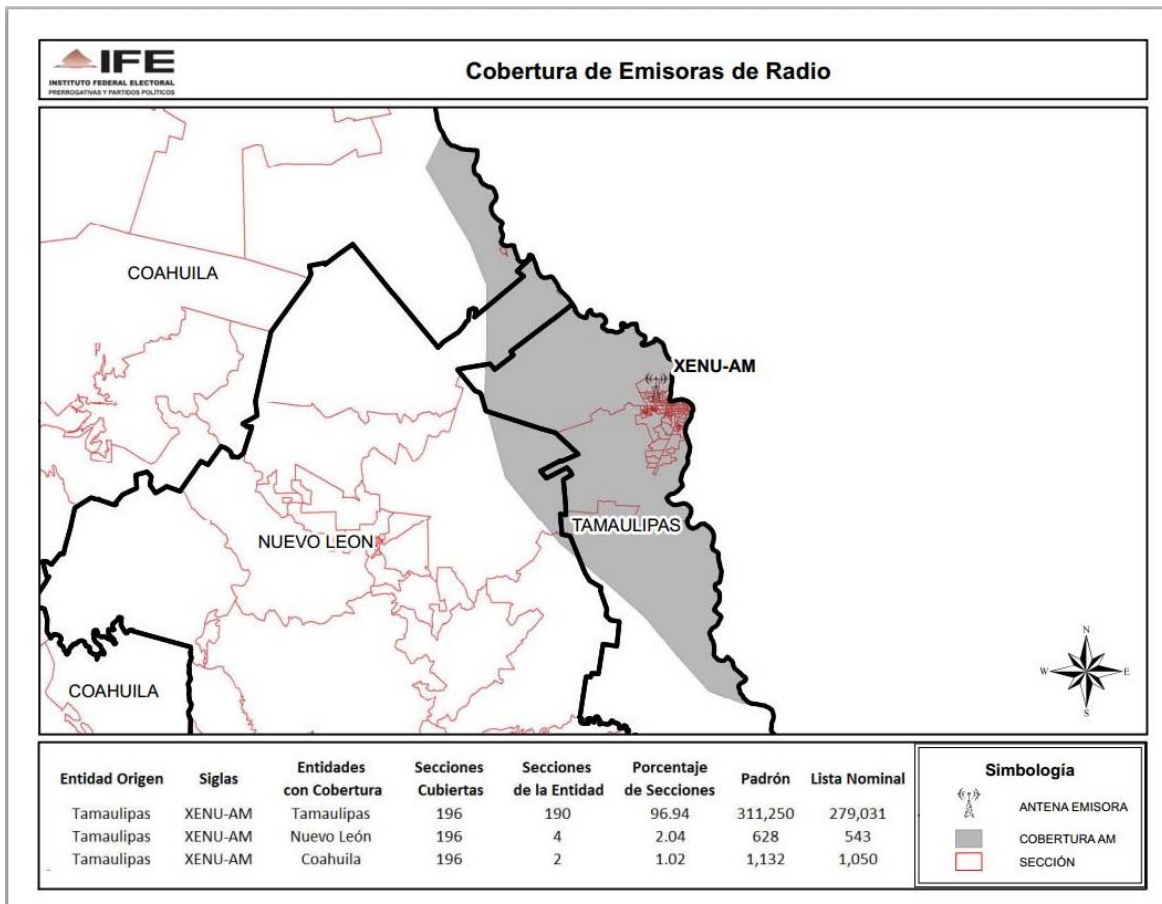 IFE
INSTITUTO FEDERAL ELECTORAL
PRERROGATIVAS Y PARTIDOS POLÍTICOS
Cobertura de Emisoras de Radio
COAHUILA
XENU-AM
TAMAULIPAS
NUEVO LEON
COAHUILA
N
W E
S
Entidad Origen Siglas Entidades con Cobertura Secciones Cubiertas Secciones de la Entidad Porcentaje de Secciones Padrón Lista Nominal
Tamaulipas XENU-AM Tamaulipas 196 190 96.94 311,250 279,031
Tamaulipas XENU-AM Nuevo León 196 4 2.04 628 543
Tamaulipas XENU-AM Coahuila 196 2 1.02 1,132 1,050
Simbología
ANTENA EMISORA
COBERTURA AM
SECCIÓN